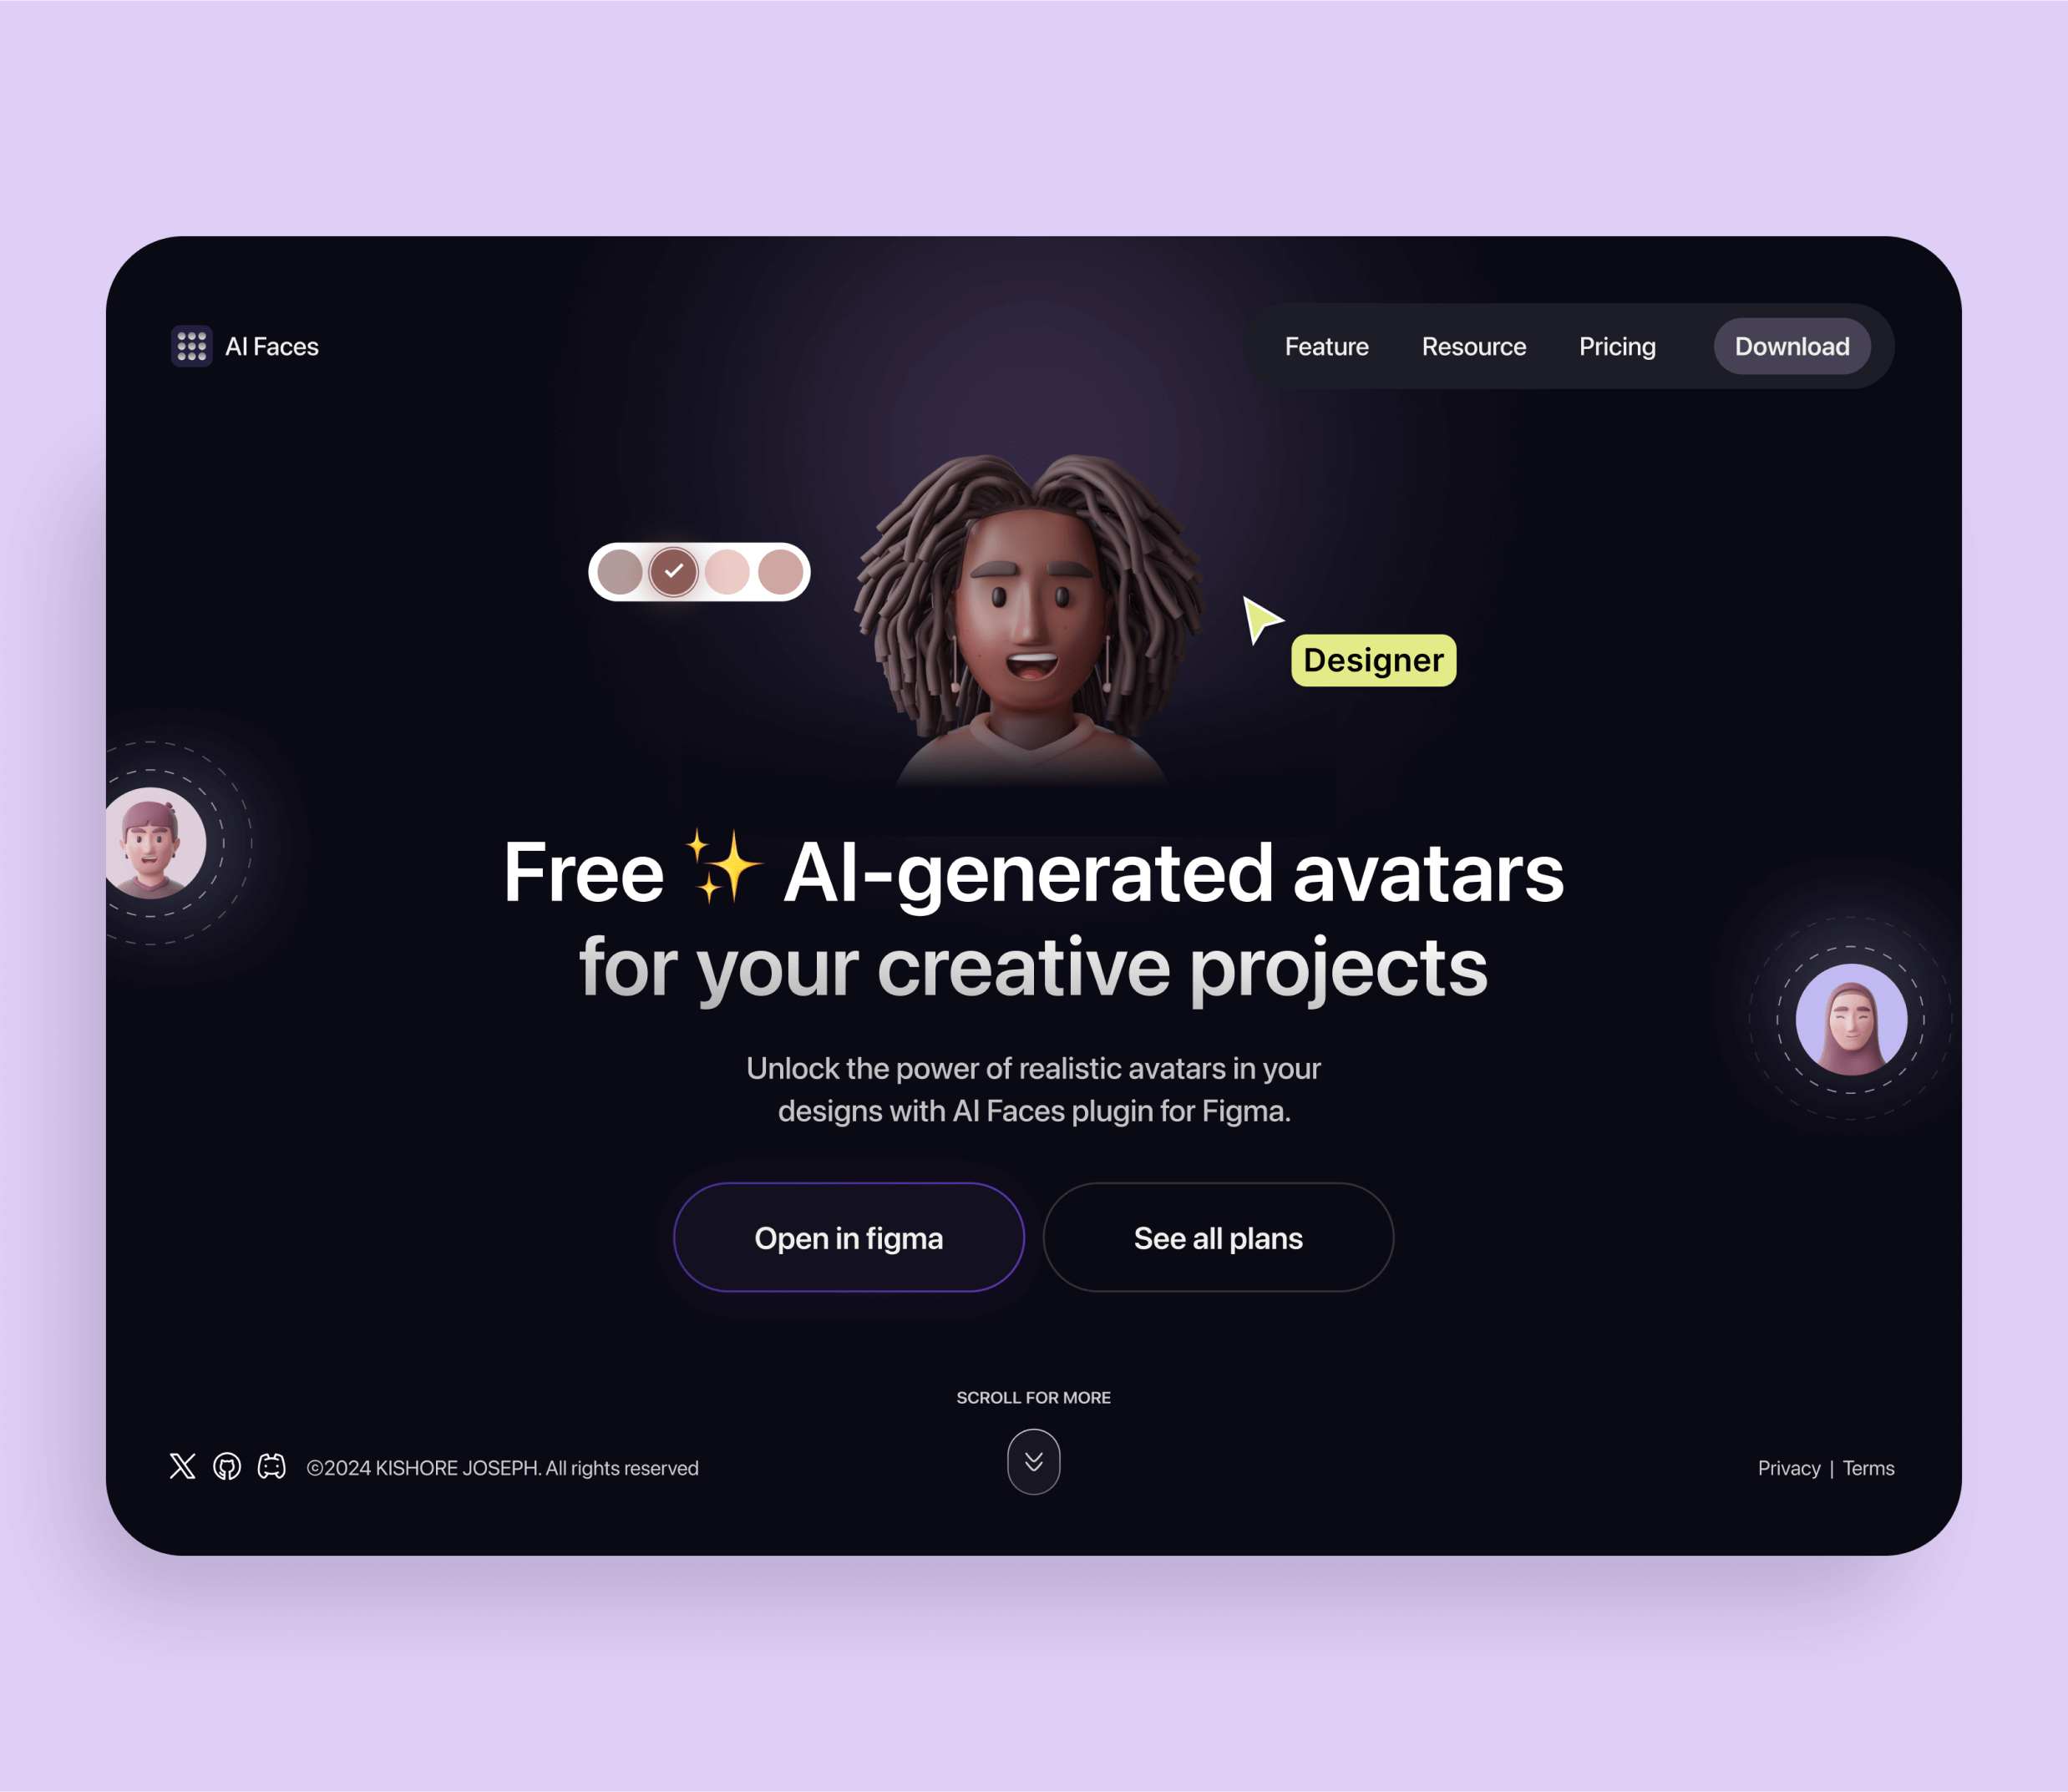 AI Faces
Feature Resource Pricing Download
Designer
Free ✨ AI-generated avatars
for your creative projects
Unlock the power of realistic avatars in your
designs with AI Faces plugin for Figma.
Open in figma See all plans
SCROLL FOR MORE
©2024 KISHORE JOSEPH. All rights reserved
Privacy | Terms